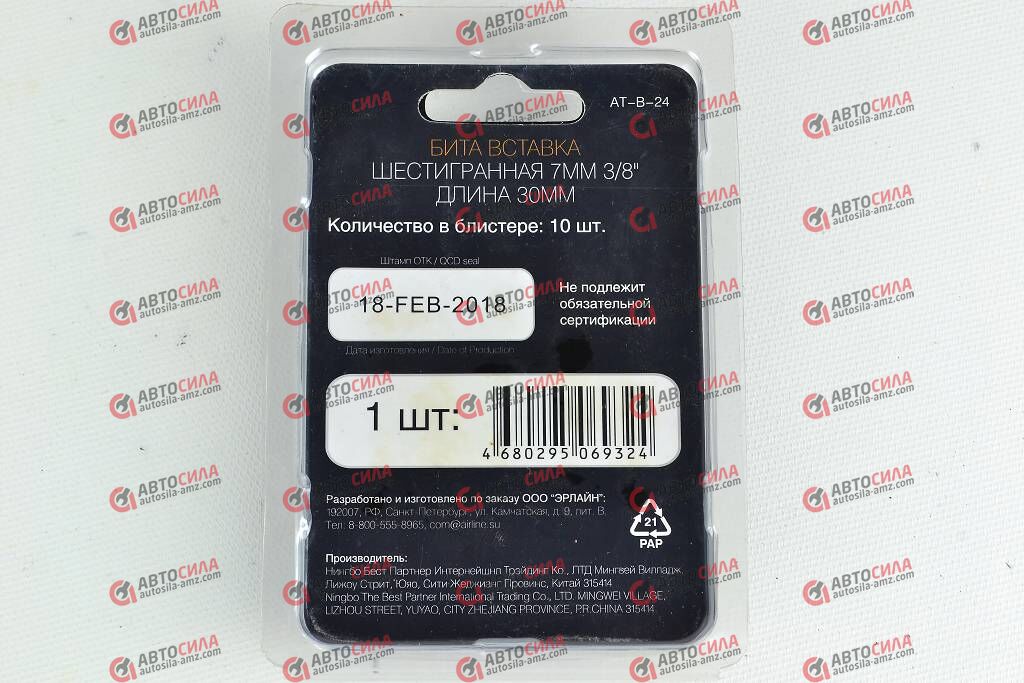 AT-B-24
БИТА ВСТАВКА
ШЕСТИГРАННАЯ 7ММ 3/8"
ДЛИНА 30ММ
Количество в блистере: 10 шт.
Штамп ОТК / QCD seal
18-FEB-2018
Дата изготовления / Date of Production
Не подлежит
обязательной
сертификации
1 шт:
4 680295 069324
Разработано и изготовлено по заказу ООО "ЭРЛАЙН":
192007, РФ, Санкт-Петербург, ул. Камчатская, д. 9, лит. В.
Тел: 8-800-555-8965, com@airline.su
21
PAP
Производитель:
Нингбо Бест Партнер Интернейшнл Трэйдинг Ко., ЛТД Мингвей Вилладж,
Лижоу Стрит, Юяо, Сити Жеджианг Провинс, Китай 315414
Ningbo The Best Partner International Trading Co., LTD. MINGWEI VILLAGE,
LIZHOU STREET, YUYAO, CITY ZHEJIANG PROVINCE, P.R.CHINA 315414
АВТОСИЛА
autosila-amz.com